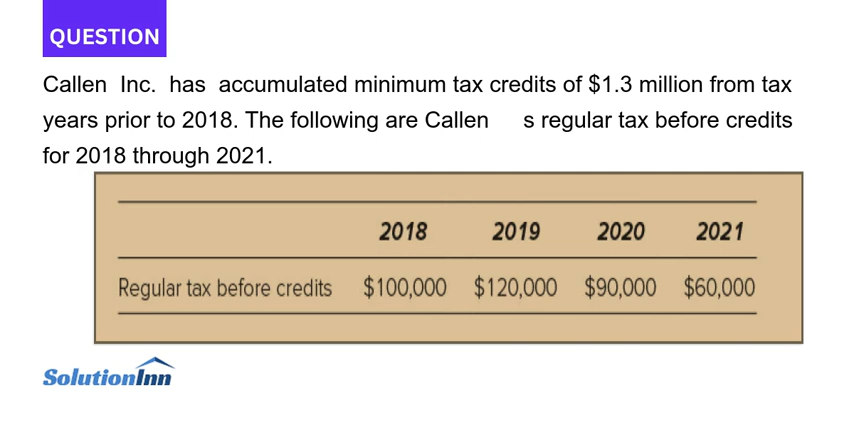 QUESTION
Callen Inc. has accumulated minimum tax credits of $1.3 million from tax
years prior to 2018. The following are Callen s regular tax before credits
for 2018 through 2021.
2018 2019 2020 2021
Regular tax before credits $100,000 $120,000 $90,000 $60,000
SolutionInn